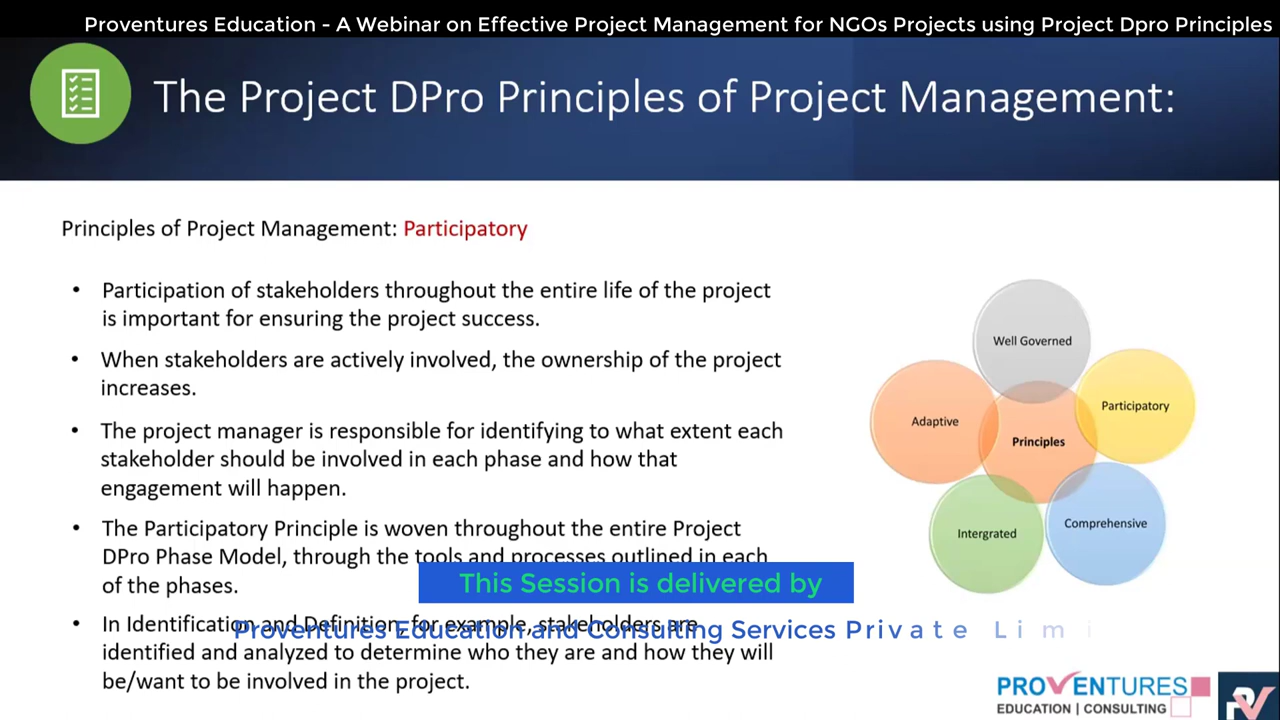 Proventures Education - A Webinar on Effective Project Management for NGOs Projects using Project Dpro Principles
The Project DPro Principles of Project Management:
Principles of Project Management: Participatory
• Participation of stakeholders throughout the entire life of the project
is important for ensuring the project success.
• When stakeholders are actively involved, the ownership of the project
increases.
• The project manager is responsible for identifying to what extent each
stakeholder should be involved in each phase and how that
engagement will happen.
• The Participatory Principle is woven throughout the entire Project
DPro Phase Model, through the tools and processes outlined in each
of the phases.
• In Identification and Definition, for example, stakeholders are
identified and analyzed to determine who they are and how they will
be/want to be involved in the project.
Well Governed
Participatory
Adaptive
Principles
Comprehensive
Intergrated
This Session is delivered by
Proventures Education and Consulting Services Private Limi
PROVENTURES
EDUCATION | CONSULTING
PV